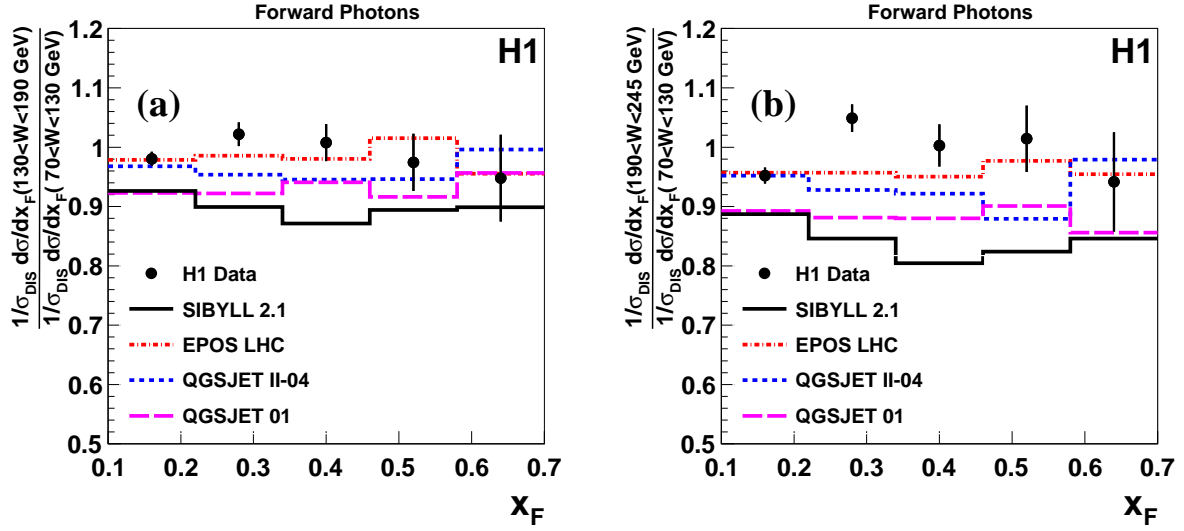 Forward Photons
H1
(a)
1/σDIS dσ/dxF(130<W<190 GeV)
1/σDIS dσ/dxF( 70<W<130 GeV)
1.2
1.1
1
0.9
0.8
0.7
0.6
0.5
H1 Data
SIBYLL 2.1
EPOS LHC
QGSJET II-04
QGSJET 01
0.1 0.2 0.3 0.4 0.5 0.6 0.7
xF
Forward Photons
H1
(b)
1/σDIS dσ/dxF(190<W<245 GeV)
1/σDIS dσ/dxF( 70<W<130 GeV)
1.2
1.1
1
0.9
0.8
0.7
0.6
0.5
H1 Data
SIBYLL 2.1
EPOS LHC
QGSJET II-04
QGSJET 01
0.1 0.2 0.3 0.4 0.5 0.6 0.7
xF